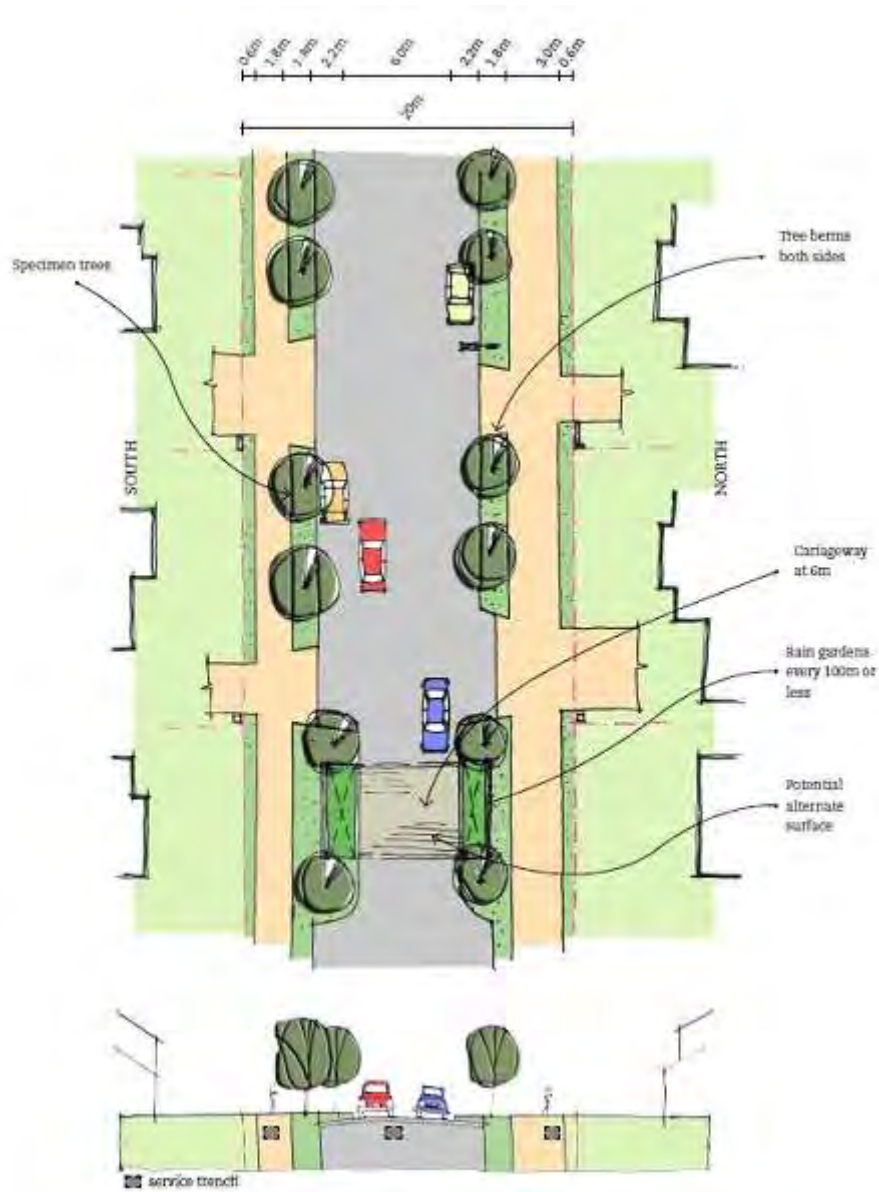 0.6m 1.8m 1.8m 2.2m 6.0m 2.2m 1.8m 3.0m 0.6m
20m
Specimen trees
Tree berms
both sides
SOUTH
NORTH
Cariageway
at 6m
Rain gardens
every 100m or
less
Potential
alternate
surface
service trench